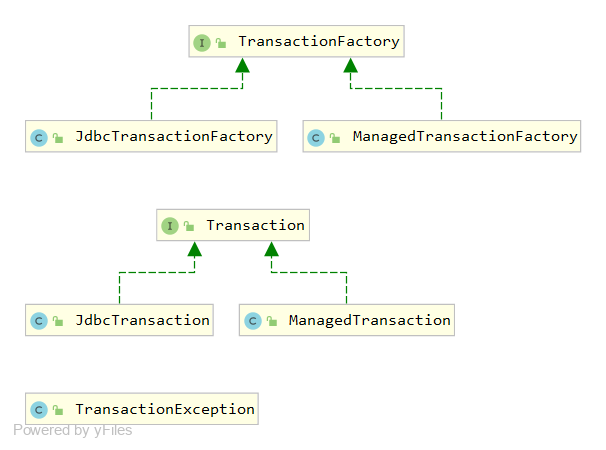 I TransactionFactory
C JdbcTransactionFactory
C ManagedTransactionFactory
I Transaction
C JdbcTransaction
C ManagedTransaction
C TransactionException
Powered by yFiles